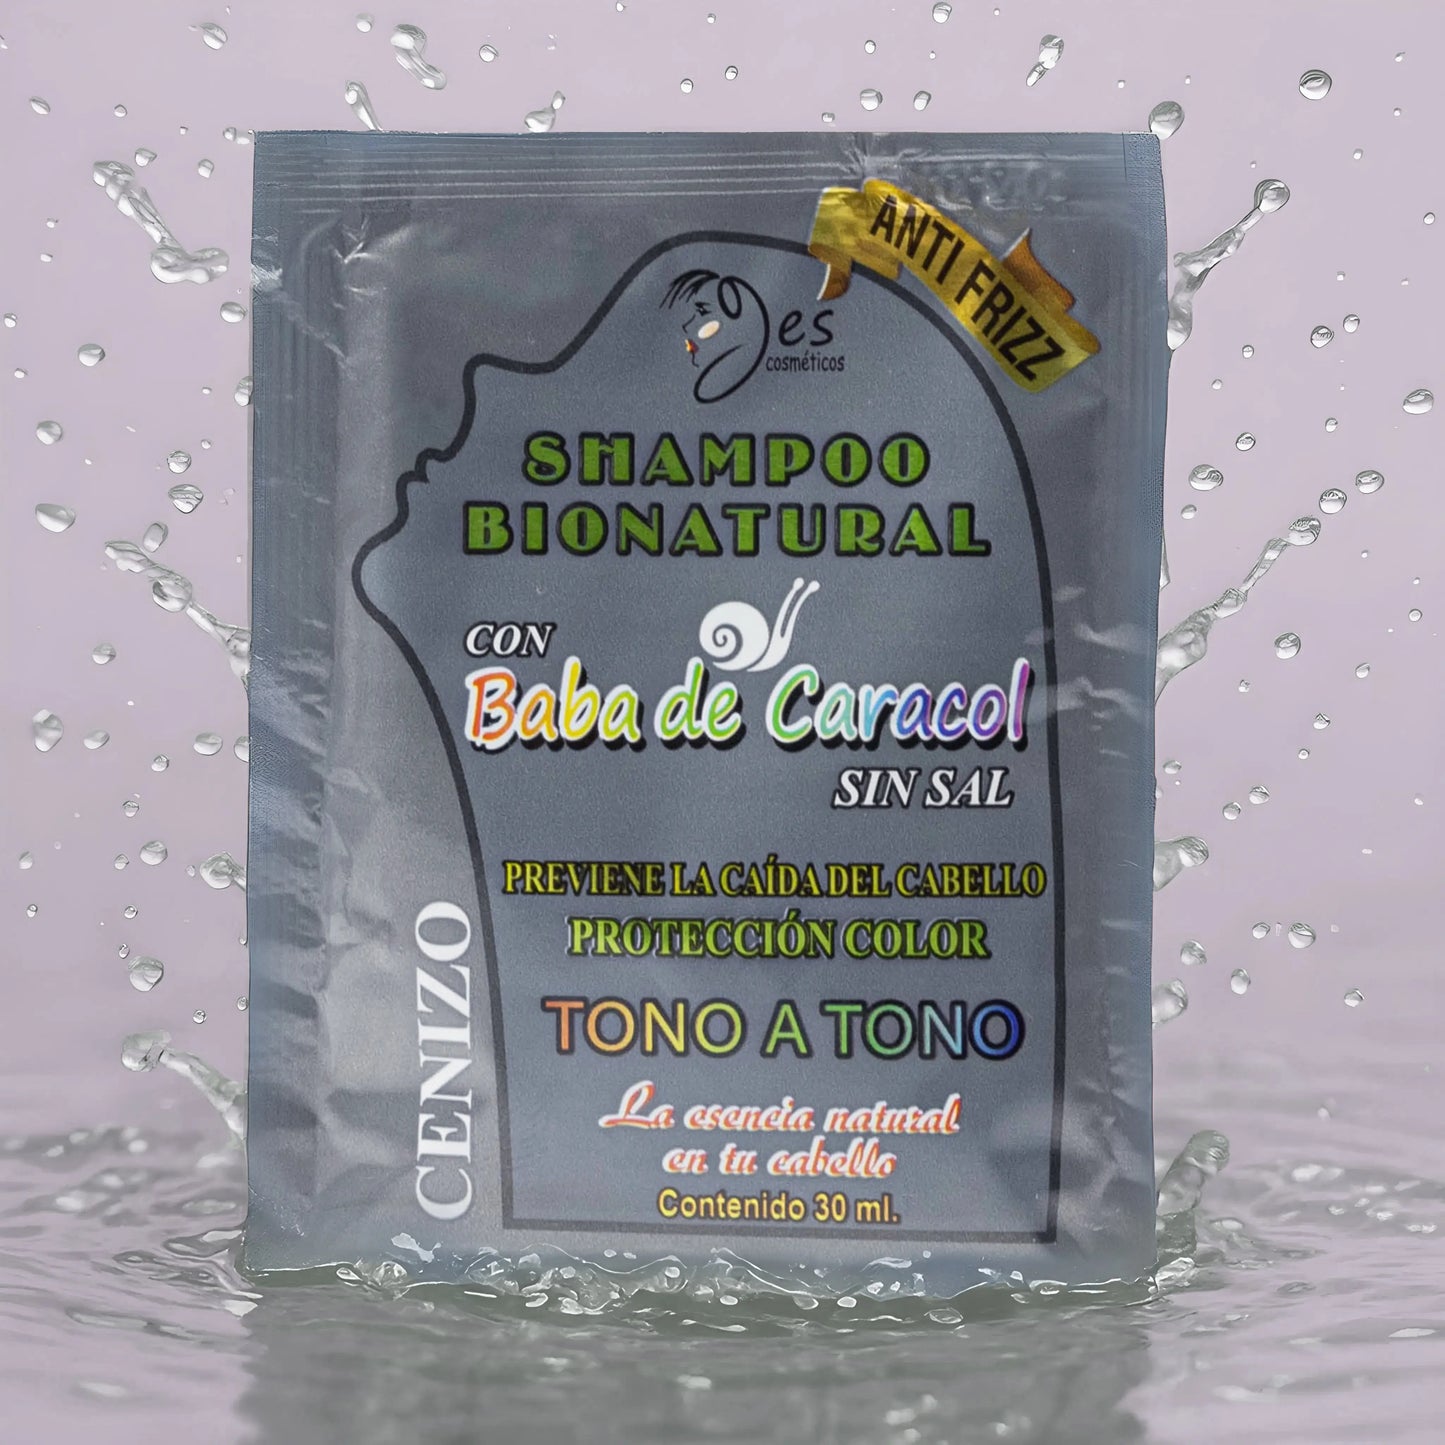 ANTI FRIZZ
es
cosméticos
SHAMPOO
BIONATURAL
CON
Baba de Caracol
SIN SAL
PREVIENE LA CAÍDA DEL CABELLO
PROTECCIÓN COLOR
TONO A TONO
La esencia natural
en tu cabello
Contenido 30 ml.
CENIZO